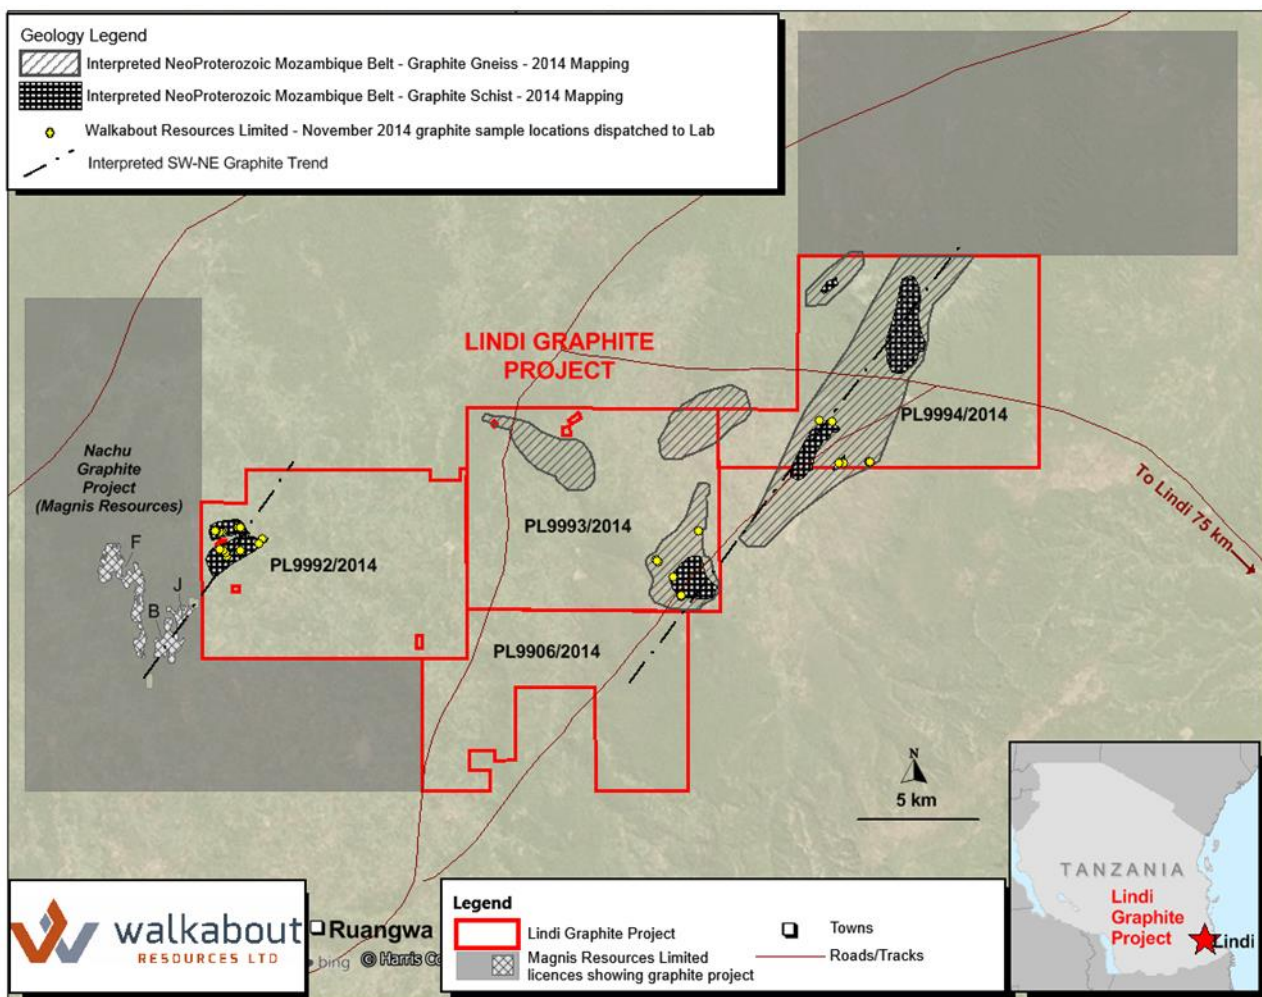 Geology Legend
Interpreted NeoProterozoic Mozambique Belt - Graphite Gneiss - 2014 Mapping
Interpreted NeoProterozoic Mozambique Belt - Graphite Schist - 2014 Mapping
Walkabout Resources Limited - November 2014 graphite sample locations dispatched to Lab
Interpreted SW-NE Graphite Trend
LINDI GRAPHITE
PROJECT
PL9994/2014
Nachu
Graphite
Project
(Magnis Resources)
To Lindi 75 km
PL9993/2014
F
PL9992/2014
J
B
PL9906/2014
N
5 km
TANZANIA
Lindi
Graphite
Project
Lindi
walkabout
RESOURCES LTD
Ruangwa
bing
© Harris
Legend
Lindi Graphite Project
Magnis Resources Limited
licences showing graphite project
Towns
Roads/Tracks